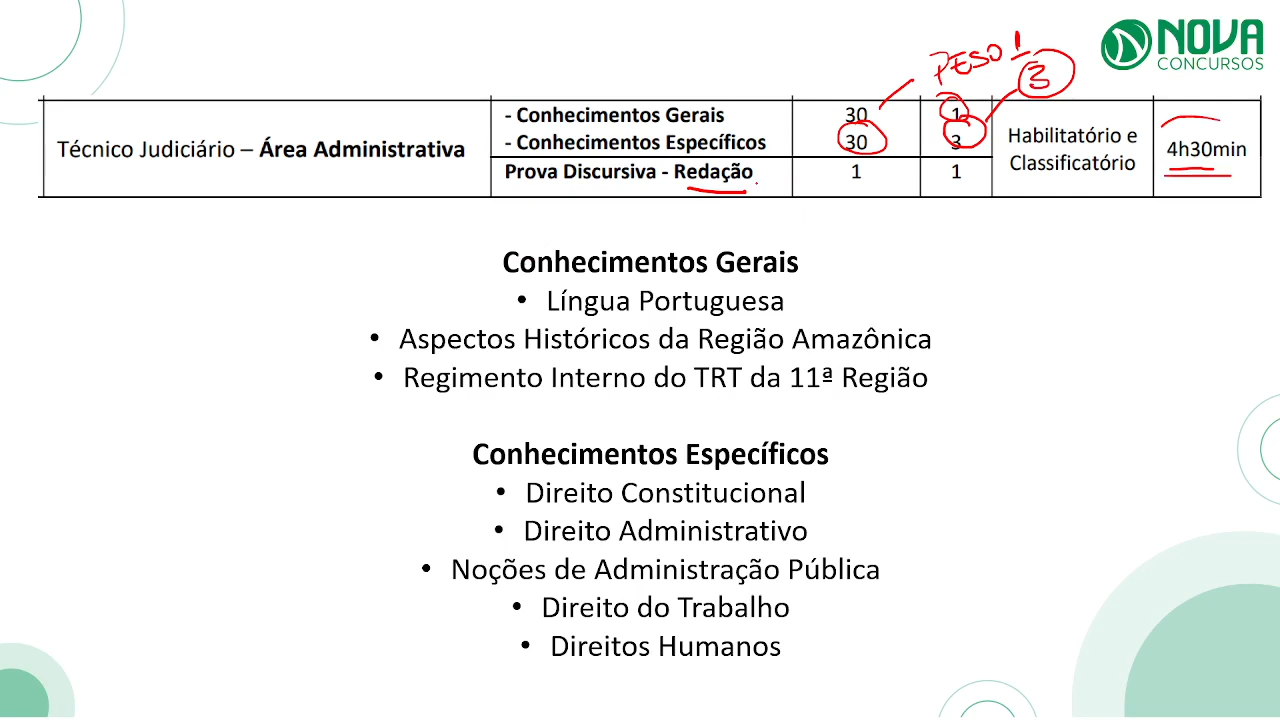 NOVA
CONCURSOS
PESO 1
3
Técnico Judiciário – Área Administrativa
- Conhecimentos Gerais 30 1
- Conhecimentos Específicos 30 3
Prova Discursiva - Redação 1 1
Habilitatório e
Classificatório
4h30min
Conhecimentos Gerais
• Língua Portuguesa
• Aspectos Históricos da Região Amazônica
• Regimento Interno do TRT da 11ª Região
Conhecimentos Específicos
• Direito Constitucional
• Direito Administrativo
• Noções de Administração Pública
• Direito do Trabalho
• Direitos Humanos